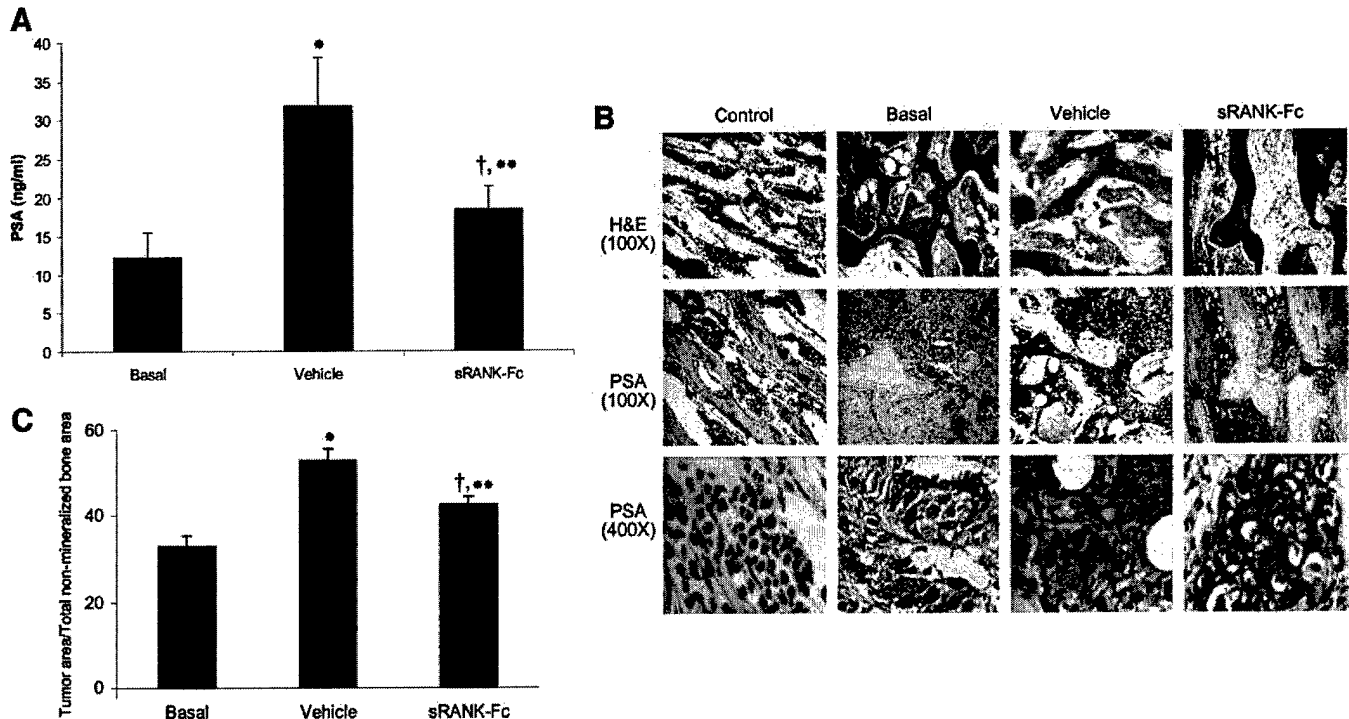 A
40
35
30
25
20
15
10
5
0
PSA (ng/ml)
*
†, **
Basal Vehicle sRANK-Fc
B
Control Basal Vehicle sRANK-Fc
H&E
(100X)
PSA
(100X)
PSA
(400X)
C
60
40
20
0
Tumor area/Total non-mineralized bone area
*
†, **
Basal Vehicle sRANK-Fc